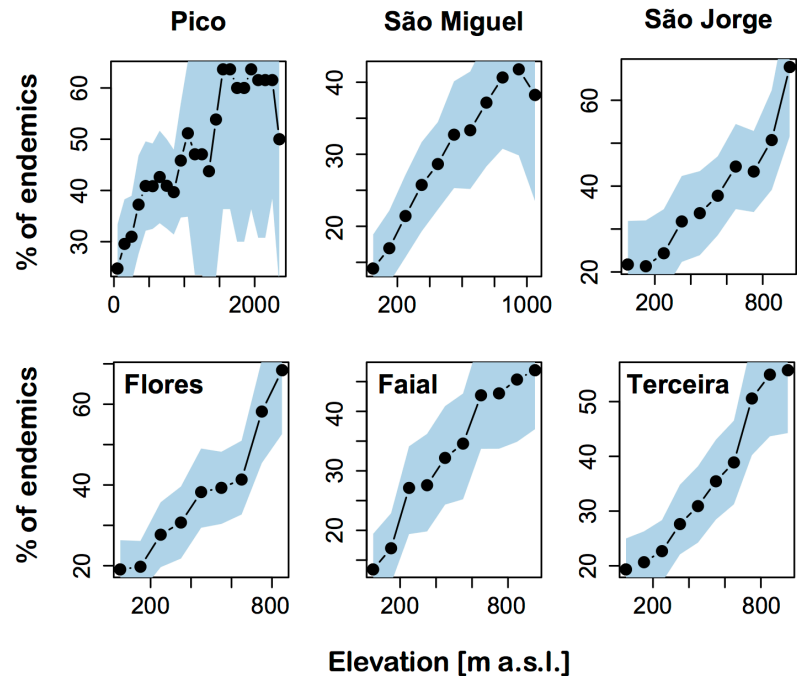 Pico
São Miguel
São Jorge
% of endemics
30 40 50 60
0 1000 2000
20 30 40
200 1000
20 40 60
200 800
% of endemics
Flores
20 40 60
200 800
Faial
20 30 40
200 800
Terceira
20 30 40 50
200 800
Elevation [m a.s.l.]